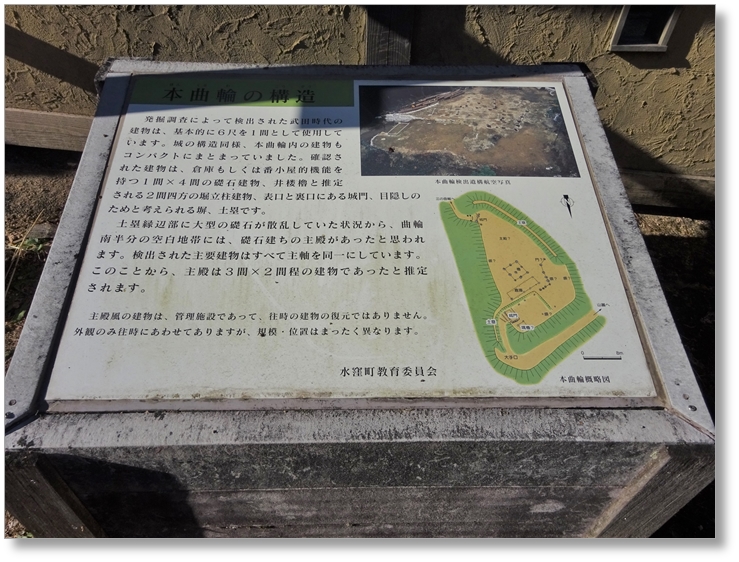 本曲輪の構造
発掘調査によって検出された武田時代の
建物は、基本的に６尺を１間として使用して
います。城の構造同様、本曲輪内の建物も
コンパクトにまとまっていました。確認さ
れた建物は、倉庫もしくは番小屋的機能を
持つ１間×４間の礎石建物、井楼櫓と推定
される２間四方の堀立柱建物、表口と裏口にある城門、目隠しの
ためと考えられる塀、土塁です。
土塁縁辺部に大型の礎石が散乱していた状況から、曲輪
南半分の空白地帯には、礎石建ちの主殿があったと思われ
ます。検出された主要建物はすべて主軸を同一にしています。
このことから、主殿は３間×２間程の建物であったと推定
されます。
主殿風の建物は、管理施設であって、往時の建物の復元ではありません。
外観のみ往時にあわせてありますが、規模・位置はまったく異なります。
水窪町教育委員会
本曲輪検出遺構航空写真
土塁
城門
大手口
0 8m
本曲輪概略図